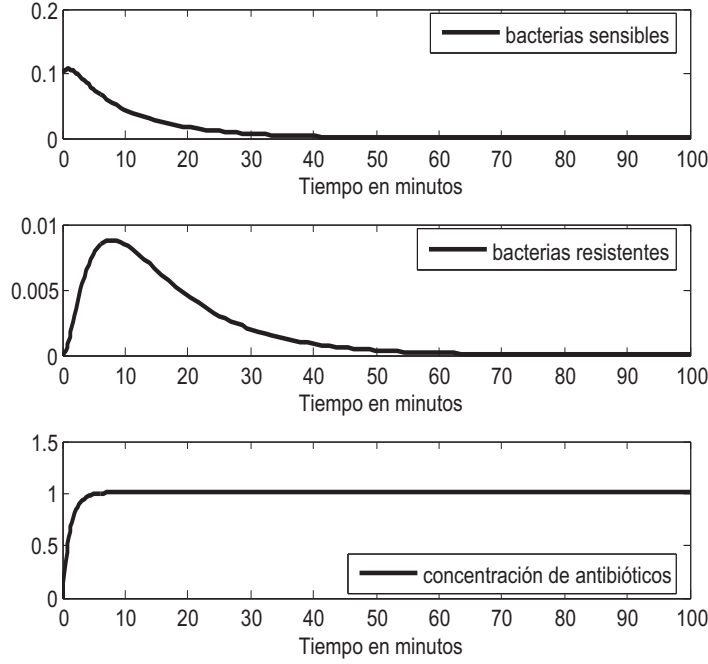 0.2
bacterias sensibles
0.1
0
0 10 20 30 40 50 60 70 80 90 100
Tiempo en minutos
0.01
bacterias resistentes
0.005
0
0 10 20 30 40 50 60 70 80 90 100
Tiempo en minutos
1.5
1
0.5
concentración de antibióticos
0
0 10 20 30 40 50 60 70 80 90 100
Tiempo en minutos